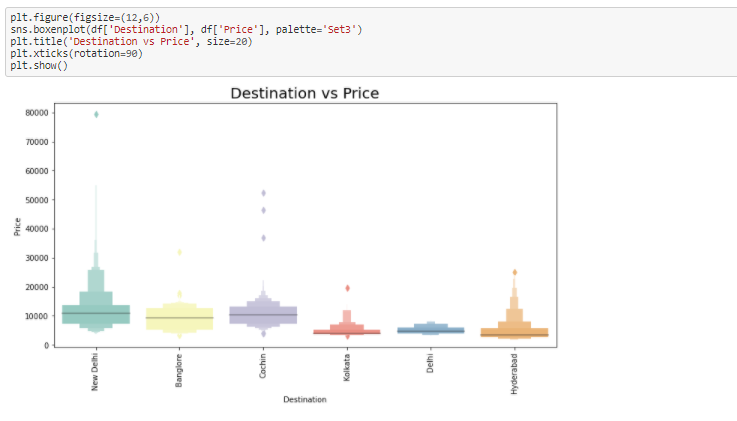 plt.figure(figsize=(12,6))
sns.boxenplot(df['Destination'], df['Price'], palette='Set3')
plt.title('Destination vs Price', size=20)
plt.xticks(rotation=90)
plt.show()
Destination vs Price
80000
70000
60000
50000
40000
30000
20000
10000
0
Price
New Delhi
Banglore
Cochin
Kolkata
Delhi
Hyderabad
Destination